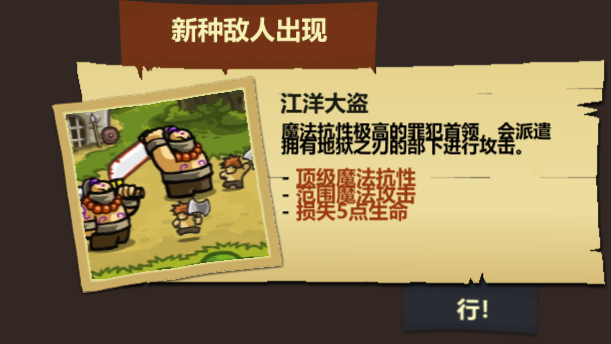 新种敌人出现
江洋大盗
魔法抗性极高的罪犯首领。会派遣
拥有地狱之刃的部下进行攻击。
- 顶级魔法抗性
- 范围魔法攻击
- 损失5点生命
行!